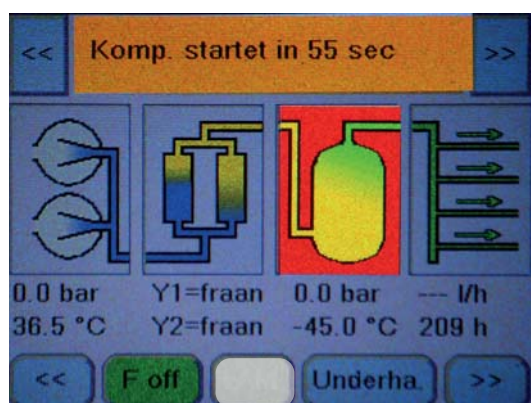 << Komp. startet in 55 sec >>
0.0 bar Y1=fraan 0.0 bar --- l/h
36.5 °C Y2=fraan -45.0 °C 209 h
<< F off Underha. >>